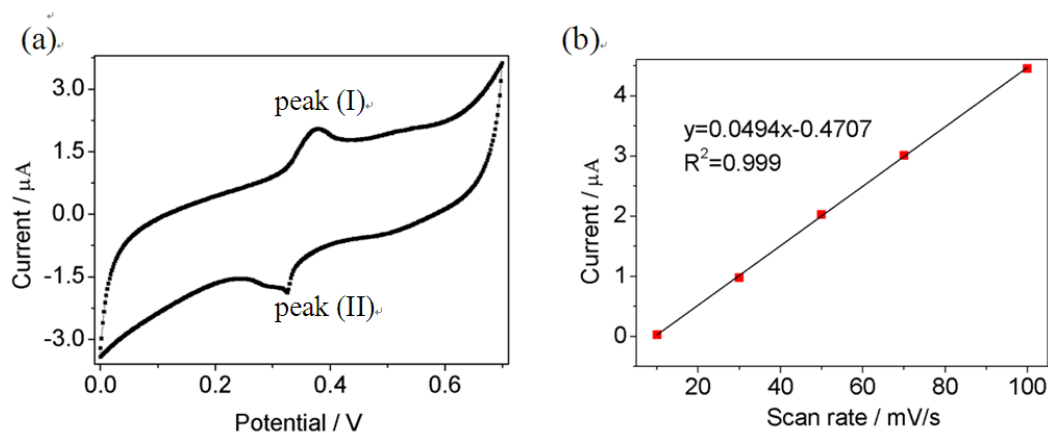 (a)
3.0
1.5
0.0
-1.5
-3.0
Current / μA
peak (I)
peak (II)
0.0 0.2 0.4 0.6
Potential / V
(b)
4
3
2
1
0
Current / μA
y=0.0494x-0.4707
R²=0.999
20 40 60 80 100
Scan rate / mV/s